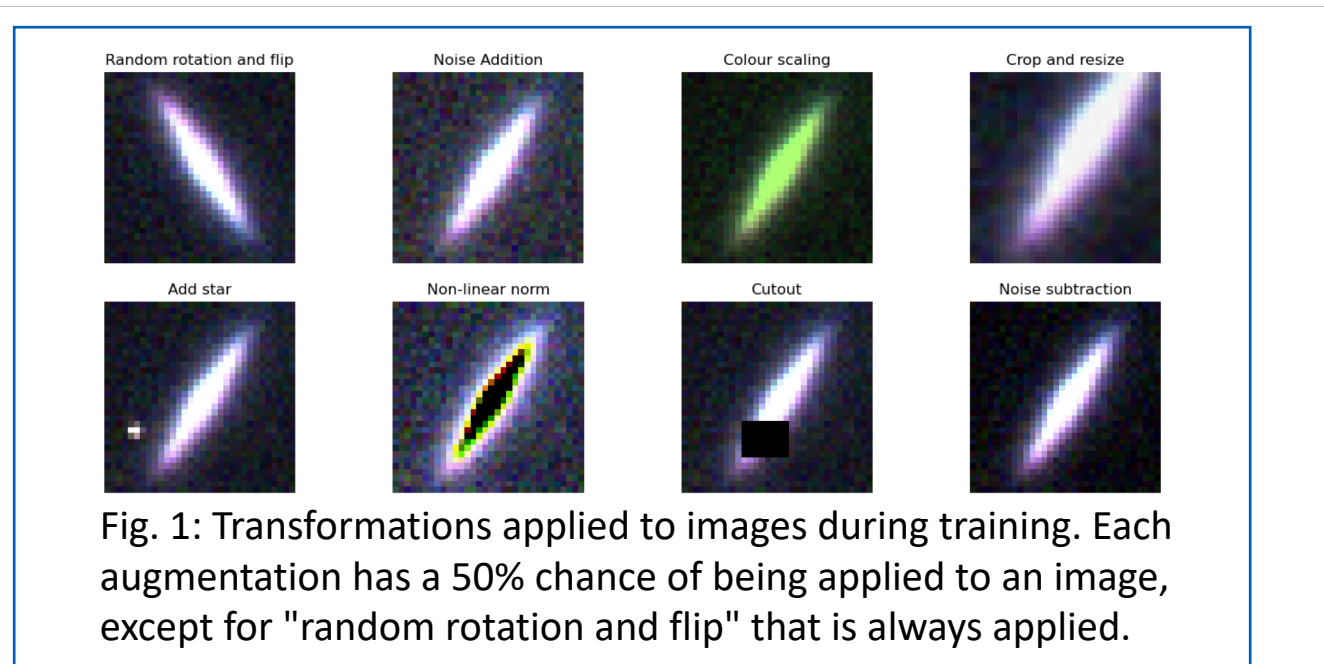 Random rotation and flip
Noise Addition
Colour scaling
Crop and resize
Add star
Non-linear norm
Cutout
Noise subtraction
Fig. 1: Transformations applied to images during training. Each
augmentation has a 50% chance of being applied to an image,
except for "random rotation and flip" that is always applied.